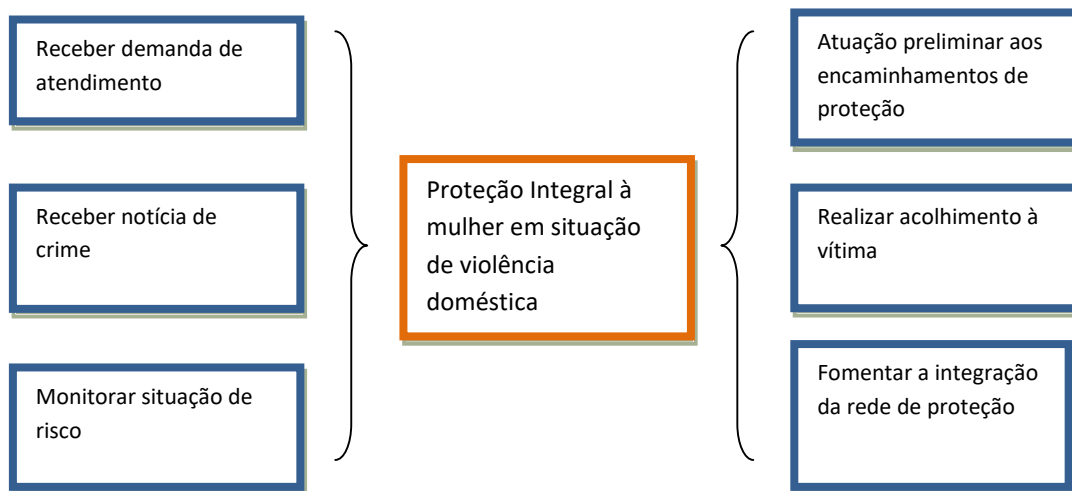 Receber demanda de
atendimento
Receber notícia de
crime
Monitorar situação de
risco
Proteção Integral à
mulher em situação
de violência
doméstica
Atuação preliminar aos
encaminhamentos de
proteção
Realizar acolhimento à
vítima
Fomentar a integração
da rede de proteção